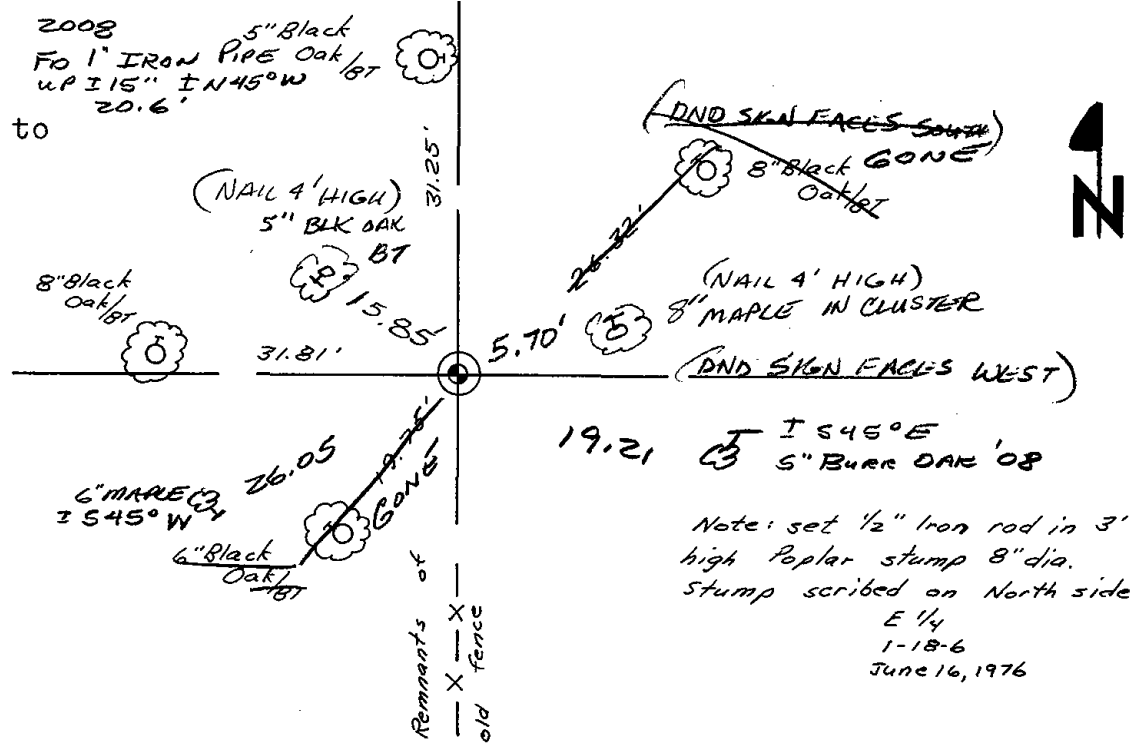 2008
FD 1" IRON PIPE
UP ± 15" ± N45°W
20.6'
to
5"Black
Oak/BT
31.25'
(DND SIGN FACES SOUTH)
GONE
8"Black
Oak/BT
N
(NAIL 4' HIGH)
5" BLK OAK
BT
15.85'
8"Black
Oak/BT
31.81'
5.70'
(NAIL 4' HIGH)
8" MAPLE IN CLUSTER
(DND SIGN FACES WEST)
19.21
± S45°E
5" BURR OAK '08
6" MAPLE
± S45°W
26.05
19.75'
GONE
6"Black
Oak/BT
Remnants of
old fence
Note: set 1/2" Iron rod in 3'
high Poplar stump 8" dia.
Stump scribed on North side
E 1/4
1-18-6
June 16, 1976